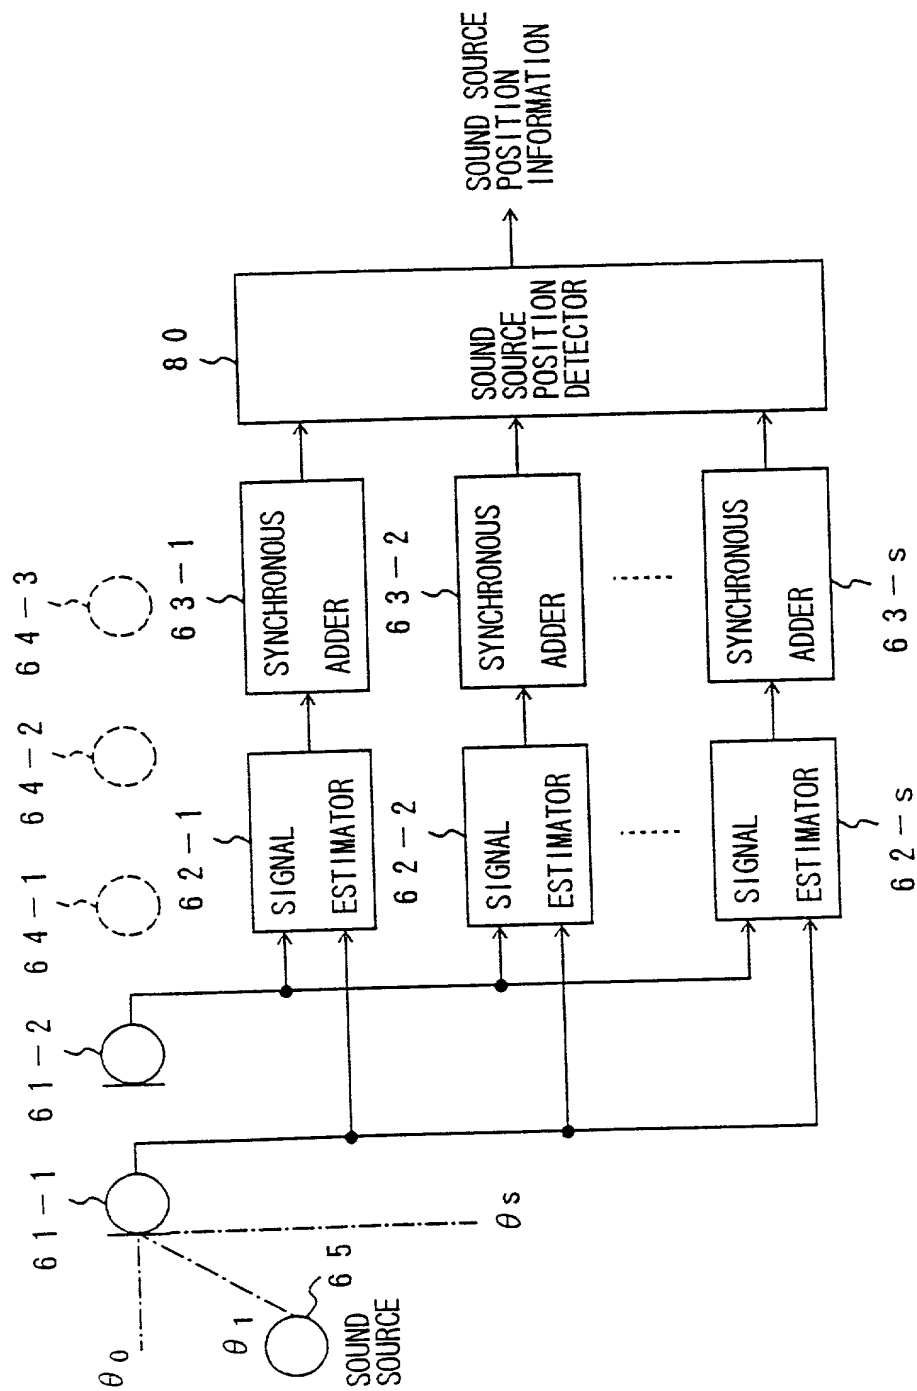 61-1
61-2
64-1
64-2
64-3
θ0
θ1
θs
65
SOUND
SOURCE
62-1
SIGNAL
ESTIMATOR
63-1
SYNCHRONOUS
ADDER
62-2
SIGNAL
ESTIMATOR
63-2
SYNCHRONOUS
ADDER
SIGNAL
ESTIMATOR
62-s
SYNCHRONOUS
ADDER
63-s
80
SOUND
SOURCE
POSITION
DETECTOR
SOUND SOURCE
POSITION
INFORMATION